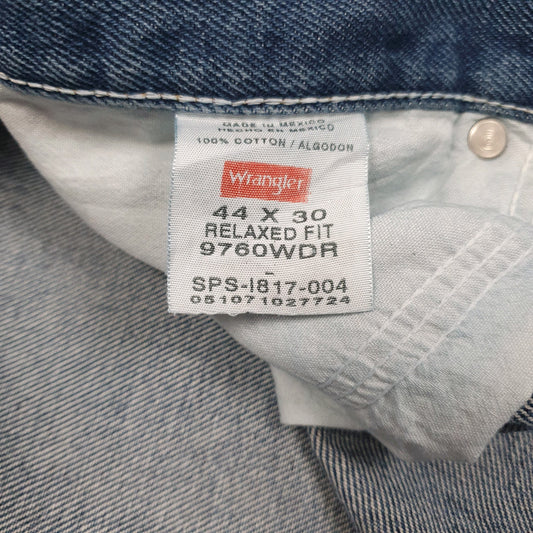 MADE IN MEXICO
HECHO EN MEXICO
100% COTTON / ALGODON
Wrangler
44 X 30
RELAXED FIT
9760WDR
-
SPS-I817-004
051071027724